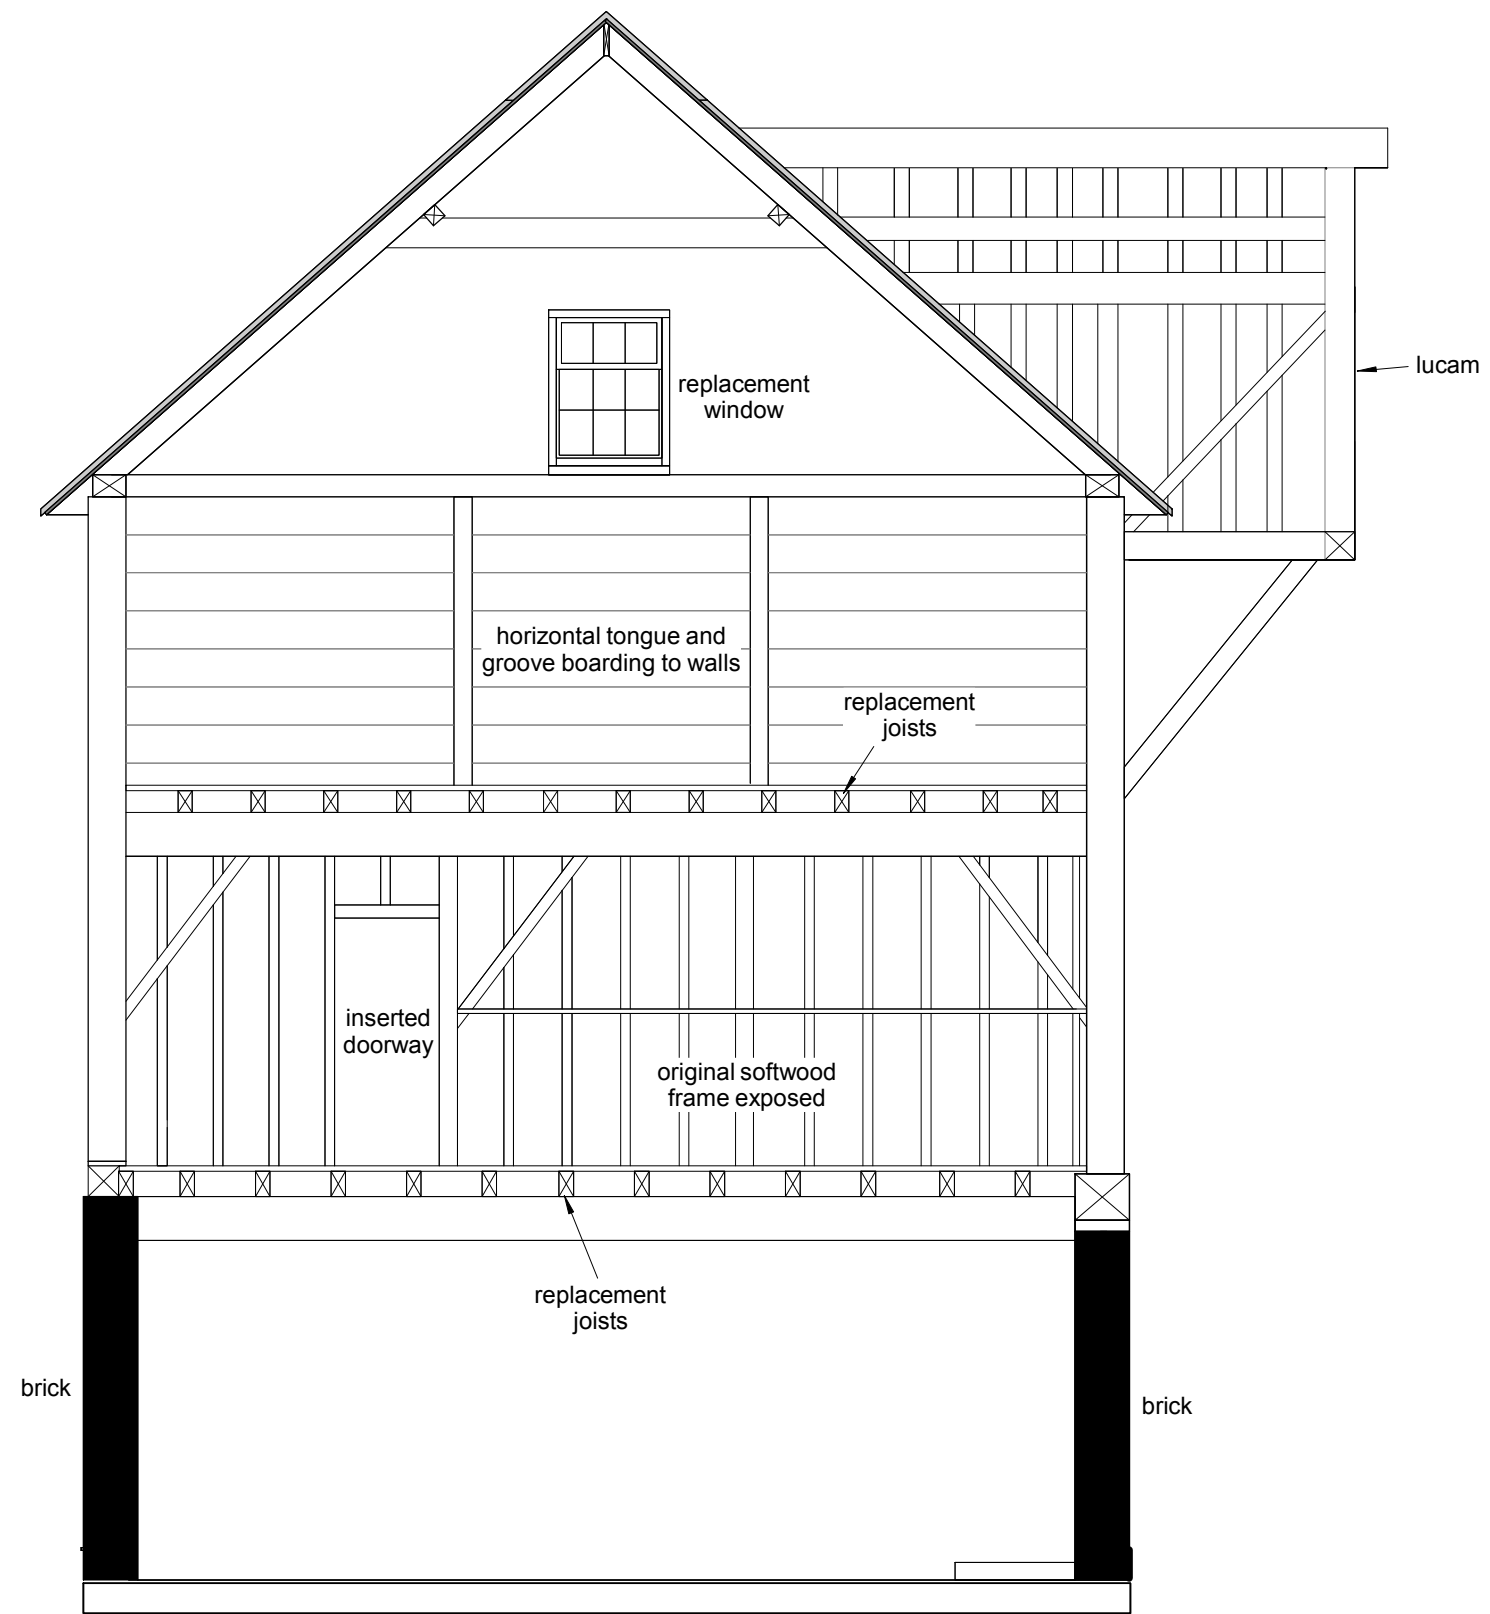 lucam
replacement
window
horizontal tongue and
groove boarding to walls
replacement
joists
inserted
doorway
original softwood
frame exposed
replacement
joists
brick
brick